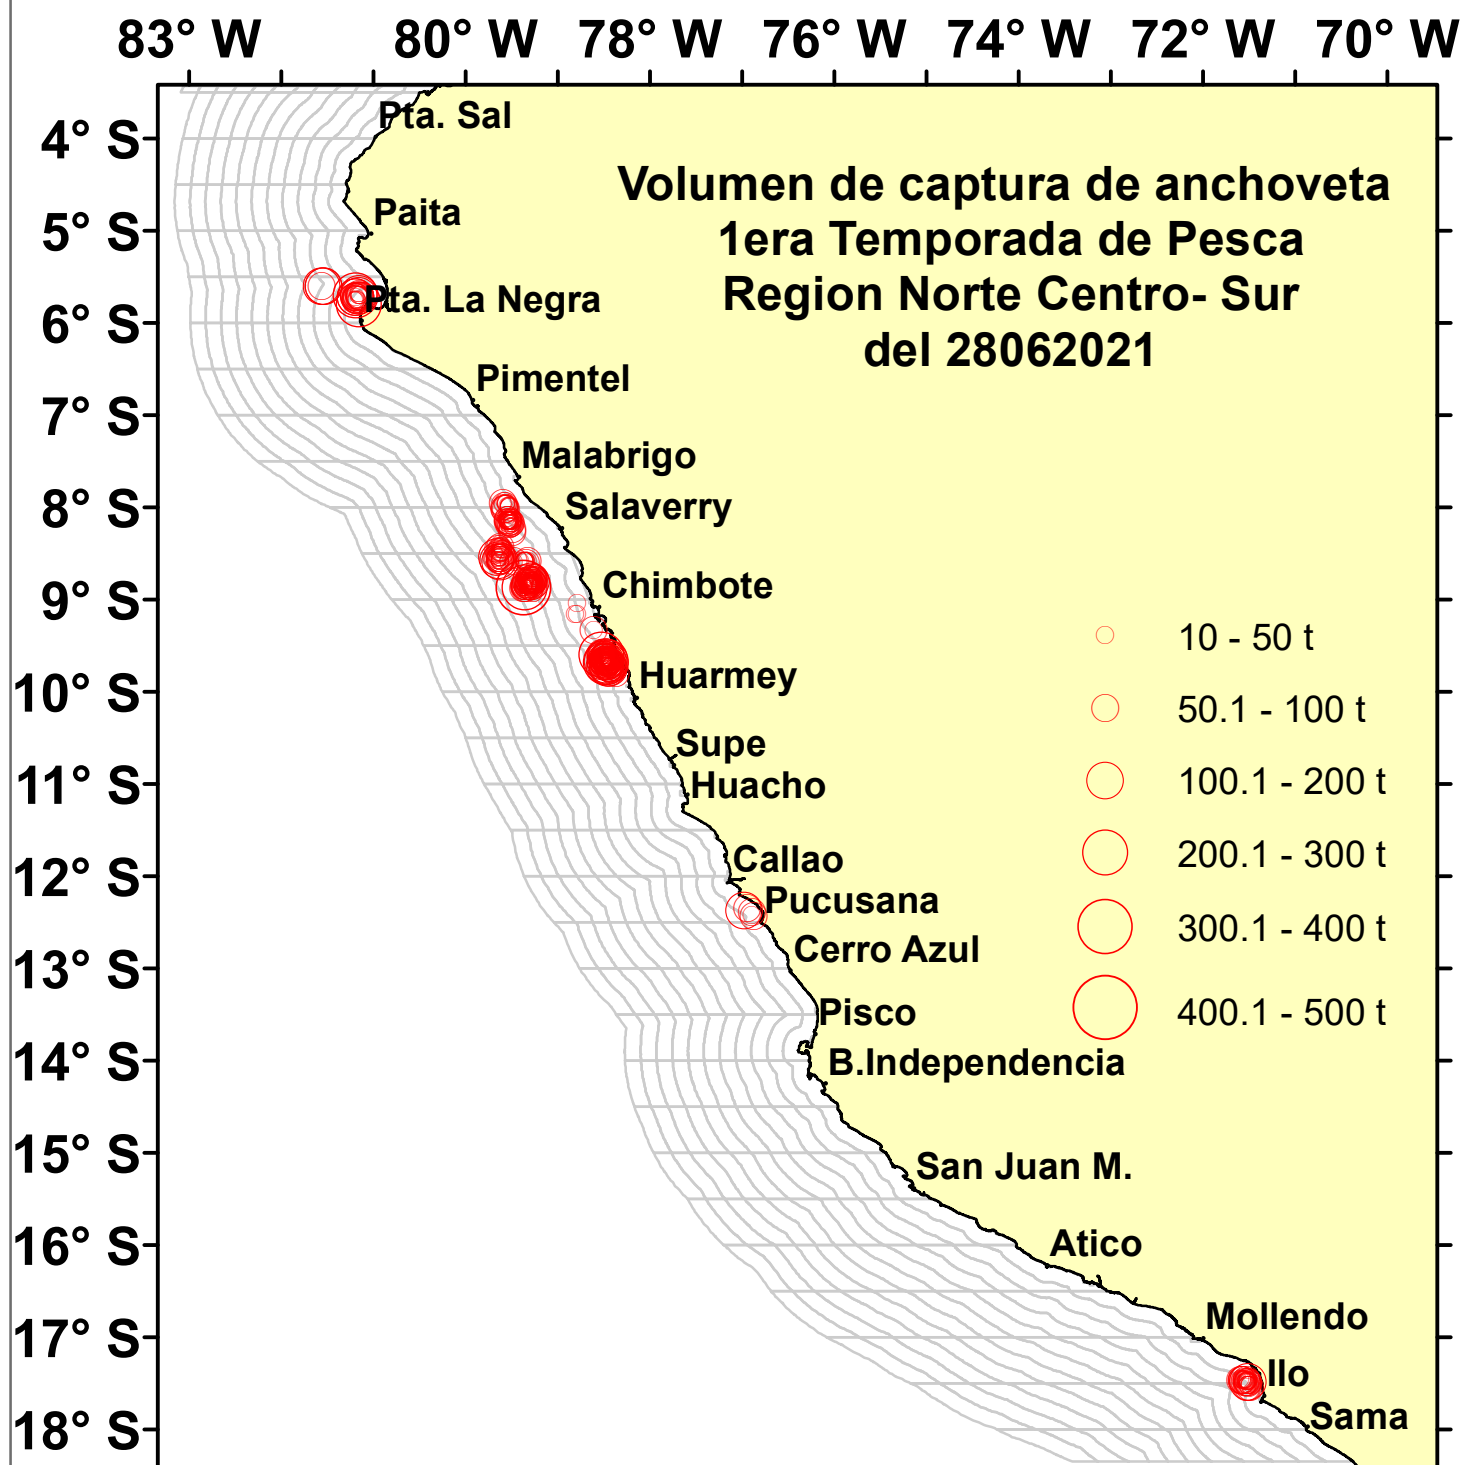 83° W 80° W 78° W 76° W 74° W 72° W 70° W
4° S
5° S
6° S
7° S
8° S
9° S
10° S
11° S
12° S
13° S
14° S
15° S
16° S
17° S
18° S
Volumen de captura de anchoveta
1era Temporada de Pesca
Region Norte Centro- Sur
del 28062021
Pta. Sal
Paita
Pta. La Negra
Pimentel
Malabrigo
Salaverry
Chimbote
Huarmey
Supe
Huacho
Callao
Pucusana
Cerro Azul
Pisco
B.Independencia
San Juan M.
Atico
Mollendo
Ilo
Sama
10 - 50 t
50.1 - 100 t
100.1 - 200 t
200.1 - 300 t
300.1 - 400 t
400.1 - 500 t